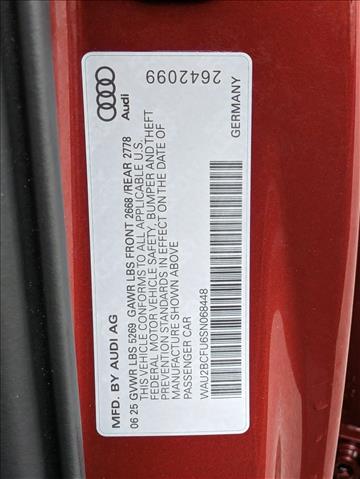 Audi
2642099
GERMANY
MFD. BY AUDI AG
06 25 GVWR LBS 5269 GAWR LBS FRONT 2668 /REAR 2778
THIS VEHICLE CONFORMS TO ALL APPLICABLE U.S.
FEDERAL MOTOR VEHICLE SAFETY, BUMPER AND THEFT
PREVENTION STANDARDS IN EFFECT ON THE DATE OF
MANUFACTURE SHOWN ABOVE
PASSENGER CAR
WAU2BCFU6SN068448